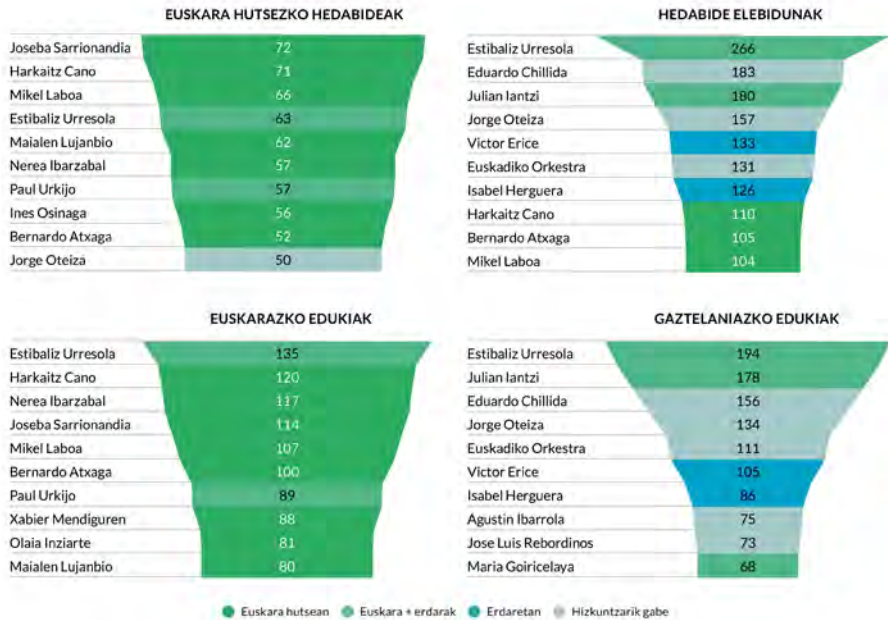 EUSKARA HUTSEZKO HEDABIDEAK
Joseba Sarrionandia 72
Harkaitz Cano 71
Mikel Laboa 66
Estibaliz Urresola 63
Maialen Lujanbio 62
Nerea Ibarzabal 57
Paul Urkijo 57
Ines Osinaga 56
Bernardo Atxaga 52
Jorge Oteiza 50
HEDABIDE ELEBIDUNAK
Estibaliz Urresola 266
Eduardo Chillida 183
Julian Iantzi 180
Jorge Oteiza 157
Victor Erice 133
Euskadiko Orkestra 131
Isabel Herguera 126
Harkaitz Cano 110
Bernardo Atxaga 105
Mikel Laboa 104
EUSKARAZKO EDUKIAK
Estibaliz Urresola 135
Harkaitz Cano 120
Nerea Ibarzabal 117
Joseba Sarrionandia 114
Mikel Laboa 107
Bernardo Atxaga 100
Paul Urkijo 89
Xabier Mendiguren 88
Olaia Inziarte 81
Maialen Lujanbio 80
GAZTELANIAZKO EDUKIAK
Estibaliz Urresola 194
Julian Iantzi 178
Eduardo Chillida 156
Jorge Oteiza 134
Euskadiko Orkestra 111
Victor Erice 105
Isabel Herguera 86
Agustin Ibarrola 75
Jose Luis Rebordinos 73
Maria Goiricelaya 68
Euskara hutsean Euskara + erdarak Erdaretan Hizkuntzarik gabe